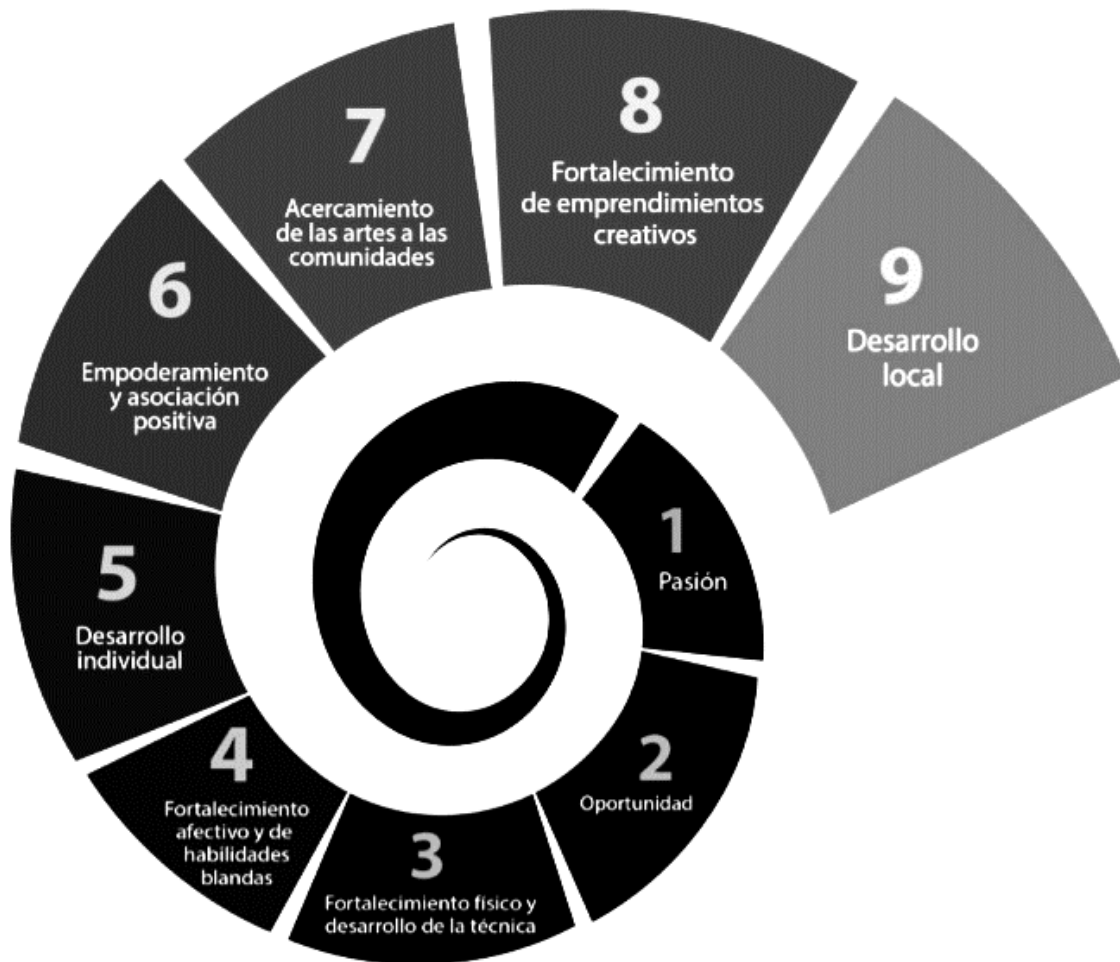 1
Pasión
2
Oportunidad
3
Fortalecimiento físico y
desarrollo de la técnica
4
Fortalecimiento
afectivo y de
habilidades
blandas
5
Desarrollo
individual
6
Empoderamiento
y asociación
positiva
7
Acercamiento
de las artes a las
comunidades
8
Fortalecimiento
de emprendimientos
creativos
9
Desarrollo
local